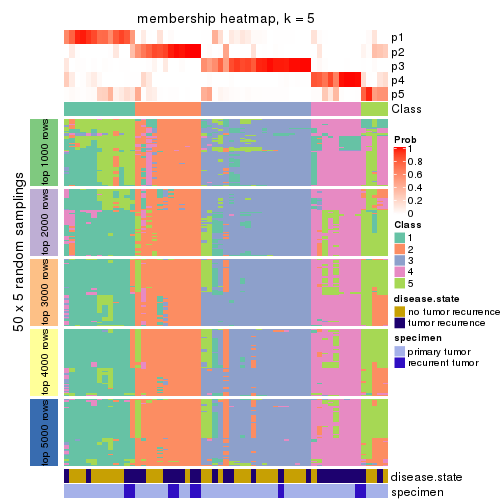 membership heatmap, k = 5
p1
p2
p3
p4
p5
Class
50 x 5 random samplings
top 1000 rows
top 2000 rows
top 3000 rows
top 4000 rows
top 5000 rows
disease.state
specimen
Prob
1
0.8
0.6
0.4
0.2
0
Class
1
2
3
4
5
disease.state
no tumor recurrence
tumor recurrence
specimen
primary tumor
recurrent tumor